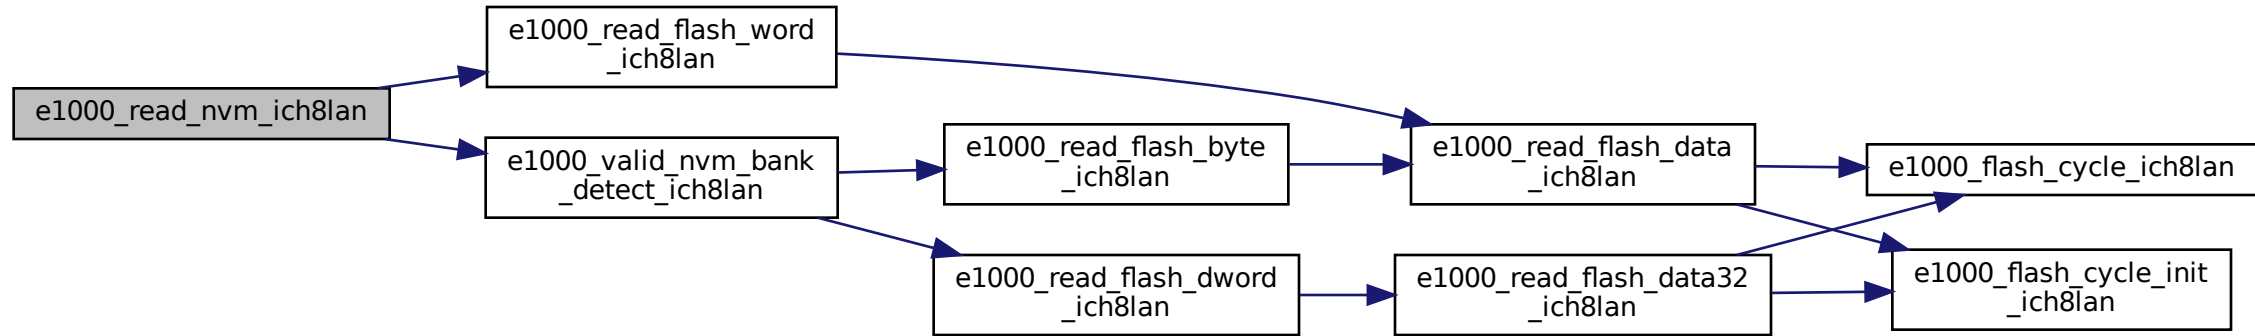 e1000_read_nvm_ich8lan
e1000_read_flash_word
_ich8lan
e1000_valid_nvm_bank
_detect_ich8lan
e1000_read_flash_byte
_ich8lan
e1000_read_flash_dword
_ich8lan
e1000_read_flash_data
_ich8lan
e1000_read_flash_data32
_ich8lan
e1000_flash_cycle_ich8lan
e1000_flash_cycle_init
_ich8lan